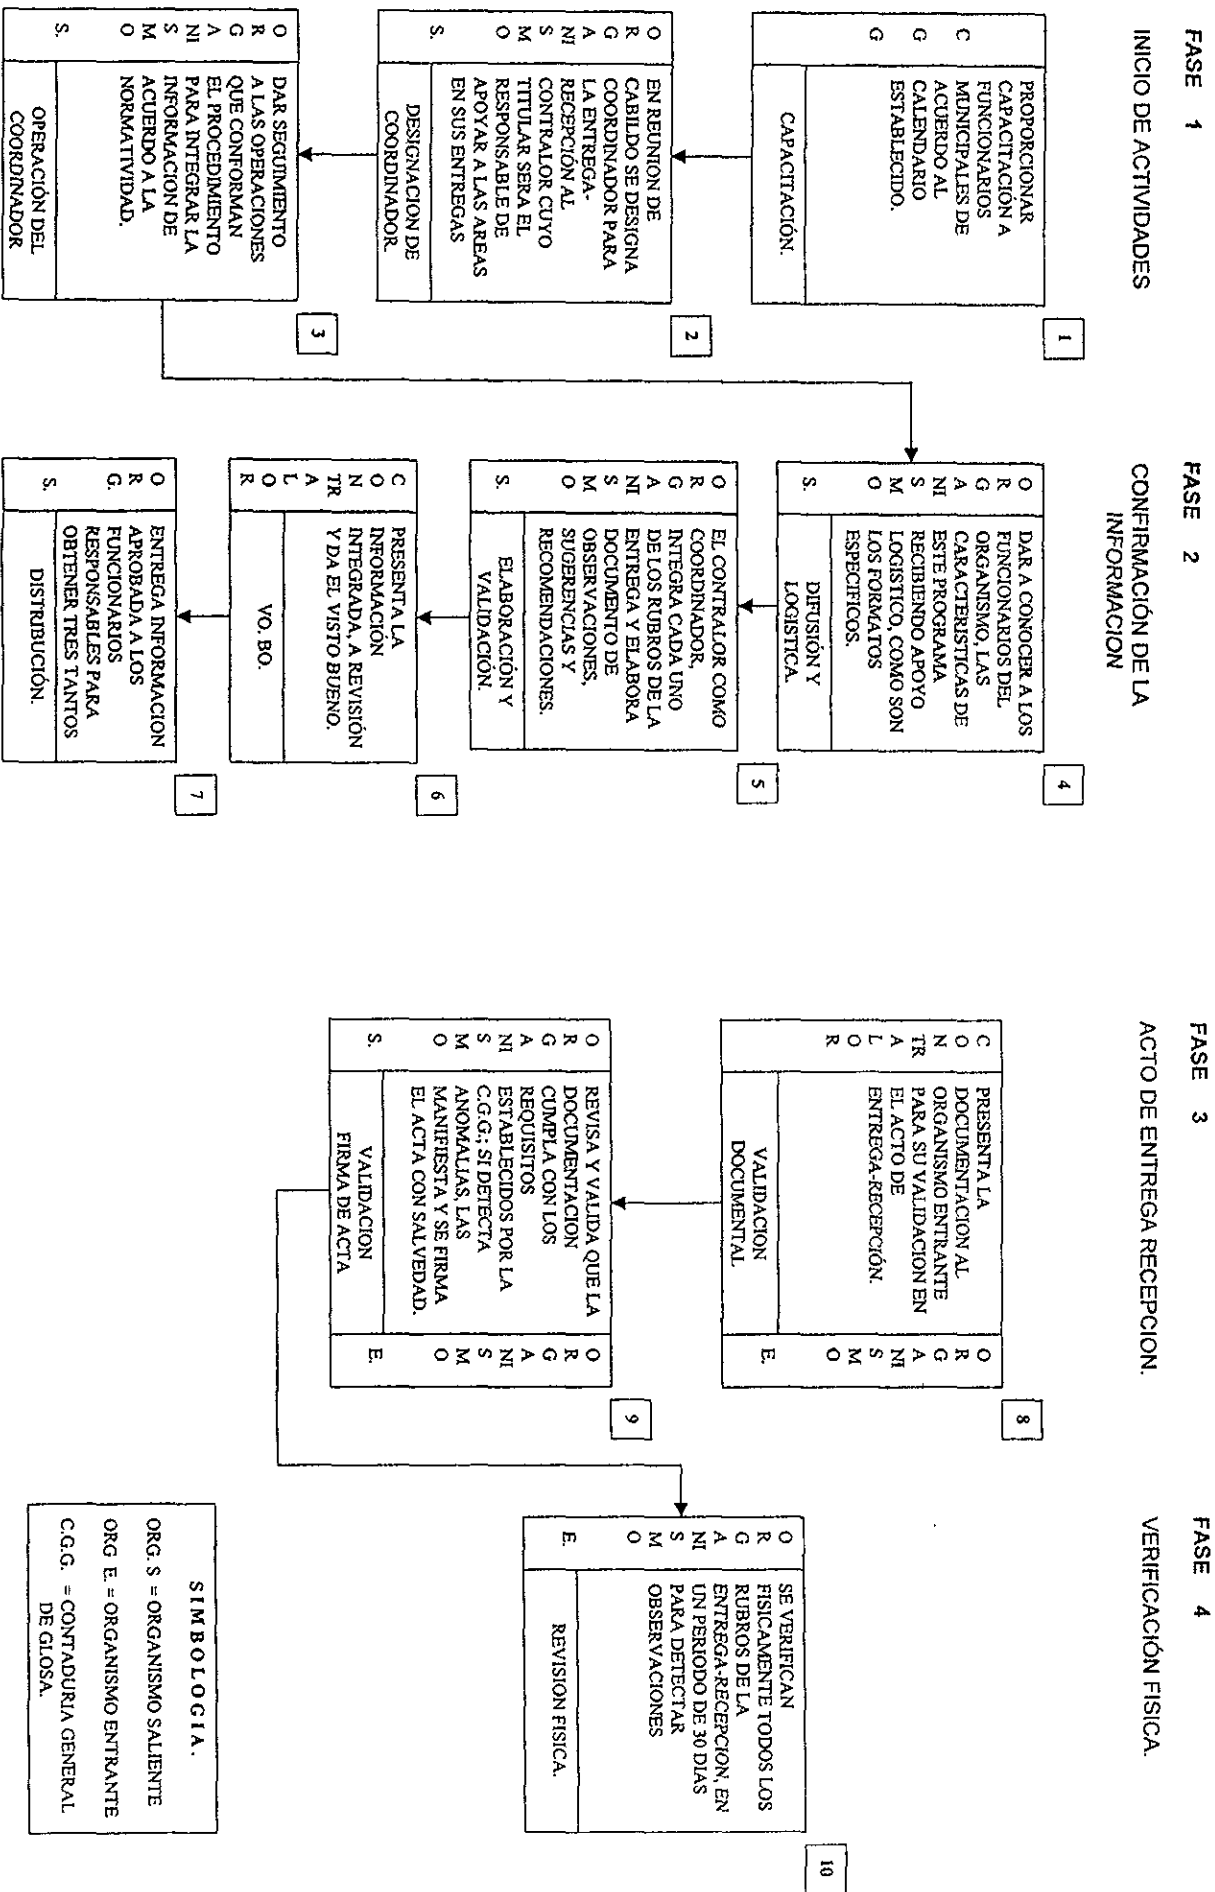 FASE 1
INICIO DE ACTIVIDADES
C
G
G
PROPORCIONAR
CAPACITACIÓN A
FUNCIONARIOS
MUNICIPALES DE
ACUERDO AL
CALENDARIO
ESTABLECIDO.
CAPACITACIÓN.
1
O
R
G
A
NI
S
M
O
S.
EN REUNION DE
CABILDO SE DESIGNA
COORDINADOR PARA
LA ENTREGA-
RECEPCIÓN AL
CONTRALOR CUYO
TITULAR SERA EL
RESPONSABLE DE
APOYAR A LAS AREAS
EN SUS ENTREGAS
DESIGNACION DE
COORDINADOR.
2
O
R
G
A
NI
S
M
O
S.
DAR SEGUIMIENTO
A LAS OPERACIONES
QUE CONFORMAN
EL PROCEDIMIENTO
PARA INTEGRAR LA
INFORMACION DE
ACUERDO A LA
NORMATIVIDAD.
OPERACIÓN DEL
COORDINADOR
3
FASE 2
CONFIRMACIÓN DE LA
INFORMACION
O
R
G
A
NI
S
M
O
S.
DAR A CONOCER A LOS
FUNCIONARIOS DEL
ORGANISMO, LAS
CARACTERISTICAS DE
ESTE PROGRAMA
RECIBIENDO APOYO
LOGISTICO, COMO SON
LOS FORMATOS
ESPECIFICOS.
DIFUSIÓN Y
LOGISTICA.
4
O
R
G
A
NI
S
M
O
S.
EL CONTRALOR COMO
COORDINADOR,
INTEGRA CADA UNO
DE LOS RUBROS DE LA
ENTREGA Y ELABORA
DOCUMENTO DE
OBSERVACIONES,
SUGERENCIAS Y
RECOMENDACIONES.
ELABORACIÓN Y
VALIDACIÓN.
5
C
O
N
TR
A
L
O
R
PRESENTA LA
INFORMACIÓN
INTEGRADA, A REVISIÓN
Y DA EL VISTO BUENO.
VO. BO.
6
O
R
G.
S.
ENTREGA INFORMACION
APROBADA A LOS
FUNCIONARIOS
RESPONSABLES PARA
OBTENER TRES TANTOS
DISTRIBUCIÓN.
7
FASE 3
ACTO DE ENTREGA RECEPCION.
C
O
N
TR
A
L
O
R
PRESENTA LA
DOCUMENTACION AL
ORGANISMO ENTRANTE
PARA SU VALIDACION EN
EL ACTO DE
ENTREGA-RECEPCIÓN.
VALIDACION
DOCUMENTAL
O
R
G
A
NI
S
M
O
E.
8
O
R
G
A
NI
S
M
O
S.
REVISA Y VALIDA QUE LA
DOCUMENTACION
CUMPLA CON LOS
REQUISITOS
ESTABLECIDOS POR LA
C.G.G.; SI DETECTA
ANOMALIAS, LAS
MANIFIESTA Y SE FIRMA
EL ACTA CON SALVEDAD.
VALIDACION
FIRMA DE ACTA
O
R
G
A
NI
S
M
O
E.
9
FASE 4
VERIFICACIÓN FISICA.
O
R
G
A
NI
S
M
O
E.
SE VERIFICAN
FISICAMENTE TODOS LOS
RUBROS DE LA
ENTREGA-RECEPCION, EN
UN PERIODO DE 30 DIAS
PARA DETECTAR
OBSERVACIONES
REVISION FISICA.
10
SIMBOLOGIA.
ORG. S = ORGANISMO SALIENTE
ORG E. = ORGANISMO ENTRANTE
C.G.G. = CONTADURIA GENERAL
DE GLOSA.